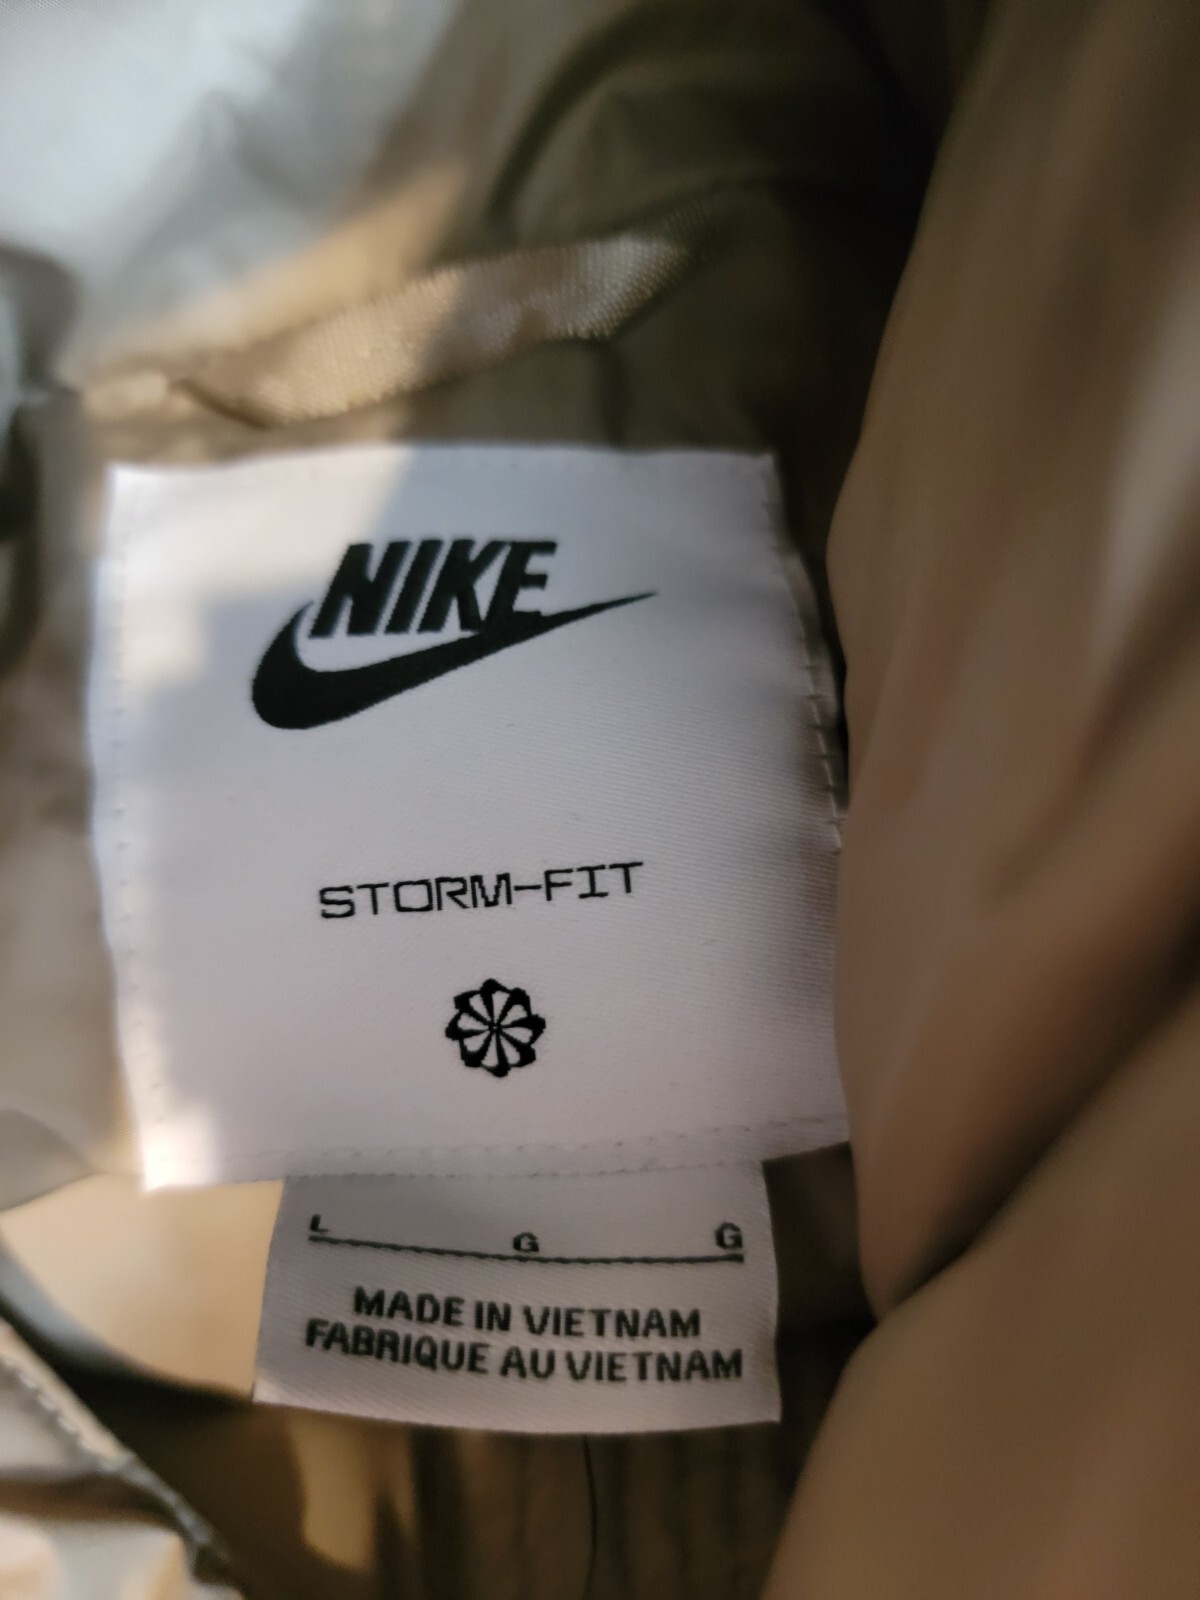 NIKE
STORM-FIT
L G G
MADE IN VIETNAM
FABRIQUE AU VIETNAM